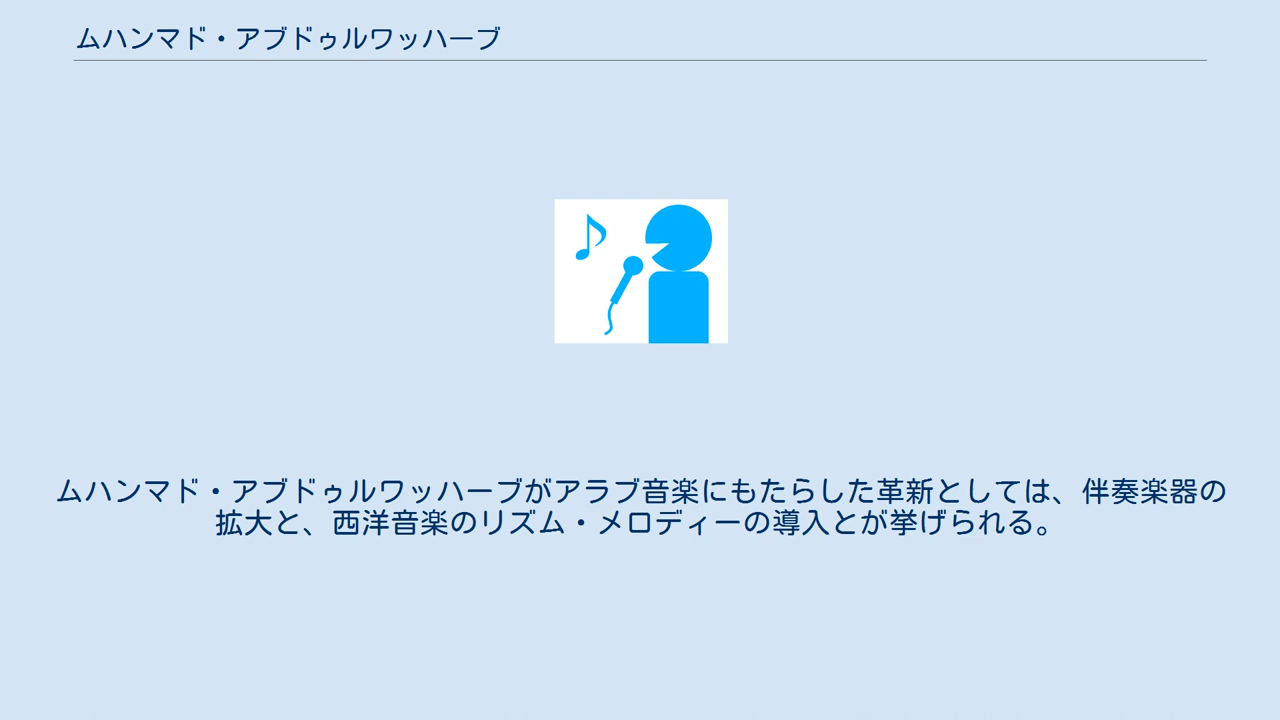 ムハンマド・アブドゥルワッハーブ
ムハンマド・アブドゥルワッハーブがアラブ音楽にもたらした革新としては、伴奏楽器の
拡大と、西洋音楽のリズム・メロディーの導入とが挙げられる。